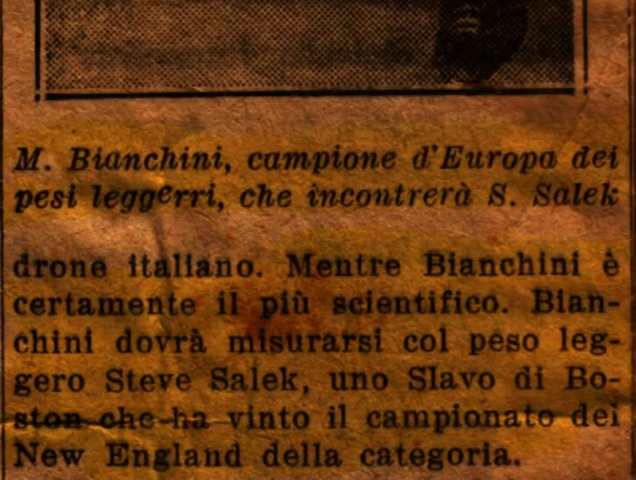 M. Bianchini, campione d'Europa dei
pesi leggerri, che incontrerà S. Salek
drone italiano. Mentre Bianchini è
certamente il più scientifico. Bian-
chini dovrà misurarsi col peso leg-
gero Steve Salek, uno Slavo di Bo-
ston che ha vinto il campionato del
New England della categoria.